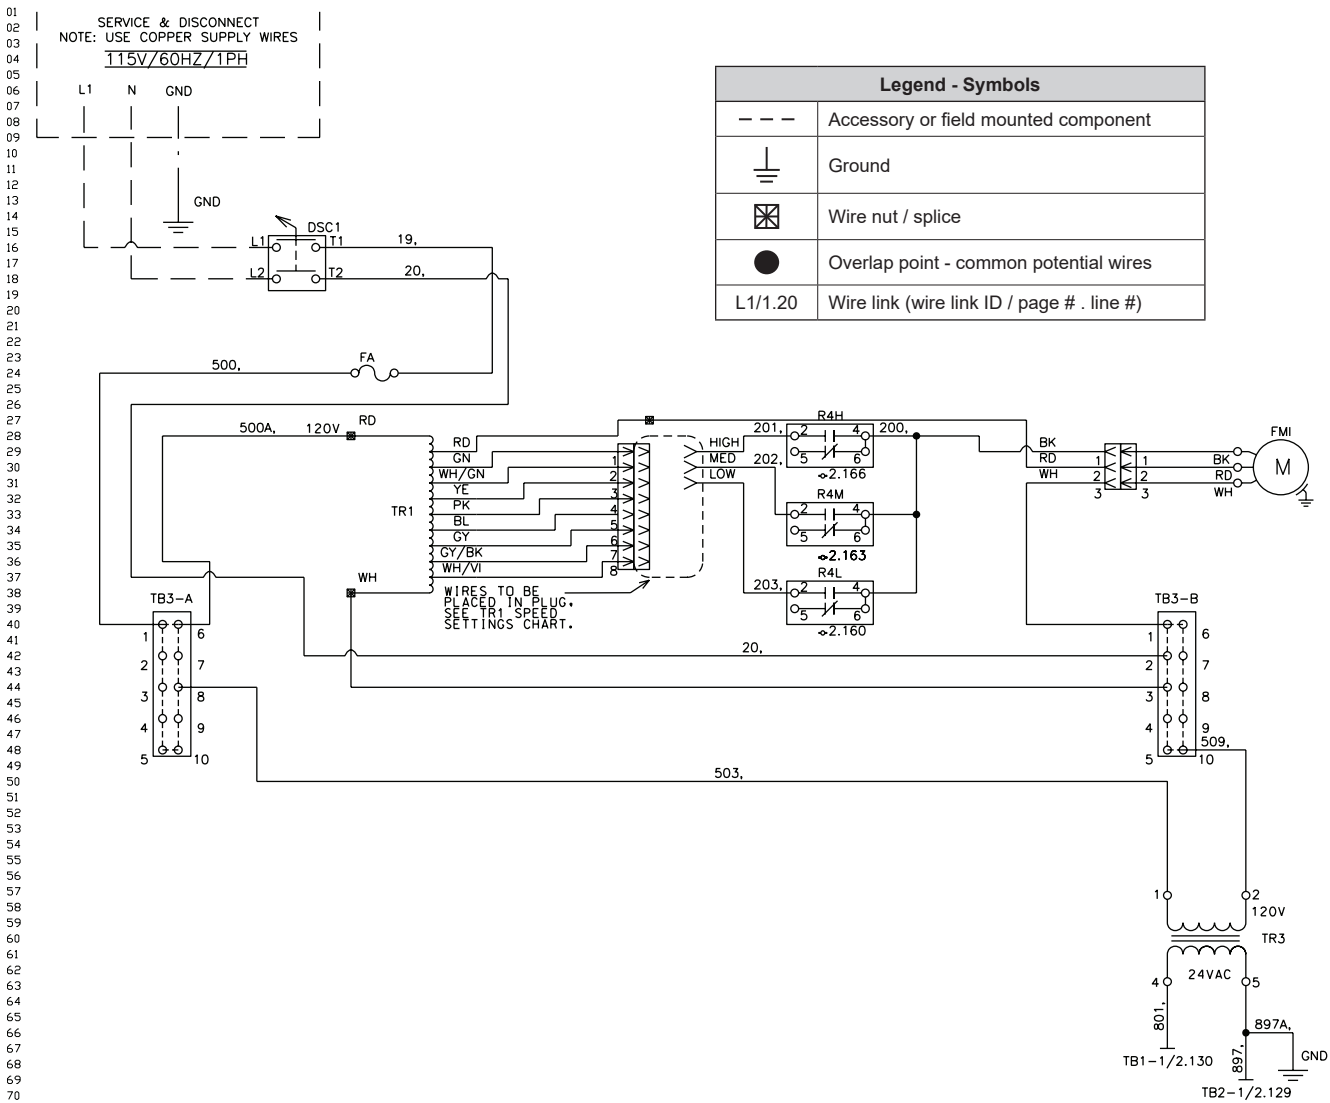 01
02
03
04
05
06
07
08
09
10
11
12
13
14
15
16
17
18
19
20
21
22
23
24
25
26
27
28
29
30
31
32
33
34
35
36
37
38
39
40
41
42
43
44
45
46
47
48
49
50
51
52
53
54
55
56
57
58
59
60
61
62
63
64
65
66
67
68
69
70
SERVICE & DISCONNECT
NOTE: USE COPPER SUPPLY WIRES
115V/60HZ/1PH
L1 N GND
GND
Legend - Symbols
Accessory or field mounted component
Ground
Wire nut / splice
Overlap point - common potential wires
L1/1.20 Wire link (wire link ID / page # . line #)
DSC1
L1 T1 19,
L2 T2 20,
FA
500,
RD
500A, 120V
TR1
WH
RD
GN
WH/GN
YE
PK
BL
GY
GY/BK
WH/VI
1
2
3
4
5
6
7
8
WIRES TO BE
PLACED IN PLUG.
SEE TR1 SPEED
SETTINGS CHART.
HIGH
MED
LOW
201,
202,
203,
R4H
2 4
5 6
2.166
200,
R4M
2 4
5 6
2.163
R4L
2 4
5 6
2.160
BK
RD
WH
1 1
2 2
3 3
BK
RD
WH
FM1
M
TB3-A
1 6
2 7
3 8
4 9
5 10
20,
503,
TB3-B
1 6
2 7
3 8
4 9
5 10
509,
1 2
120V
TR3
24VAC
4 5
801,
897A,
897,
GND
TB1-1/2.130
TB2-1/2.129